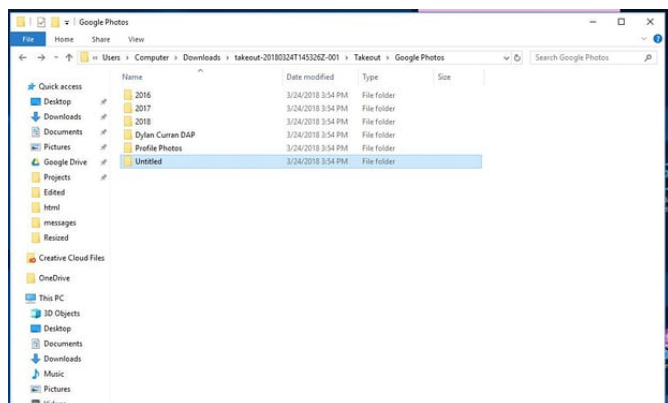 Google Photos
File Home Share View
« Users › Computer › Downloads › takeout-20180324T145326Z-001 › Takeout › Google Photos
Search Google Photos
Name Date modified Type Size
2016 3/24/2018 3:54 PM File folder
2017 3/24/2018 3:54 PM File folder
2018 3/24/2018 3:54 PM File folder
Dylan Curran DAP 3/24/2018 3:54 PM File folder
Profile Photos 3/24/2018 3:54 PM File folder
Untitled 3/24/2018 3:54 PM File folder
Quick access
Desktop
Downloads
Documents
Pictures
Google Drive
Projects
Edited
html
messages
Resized
Creative Cloud Files
OneDrive
This PC
3D Objects
Desktop
Documents
Downloads
Music
Pictures